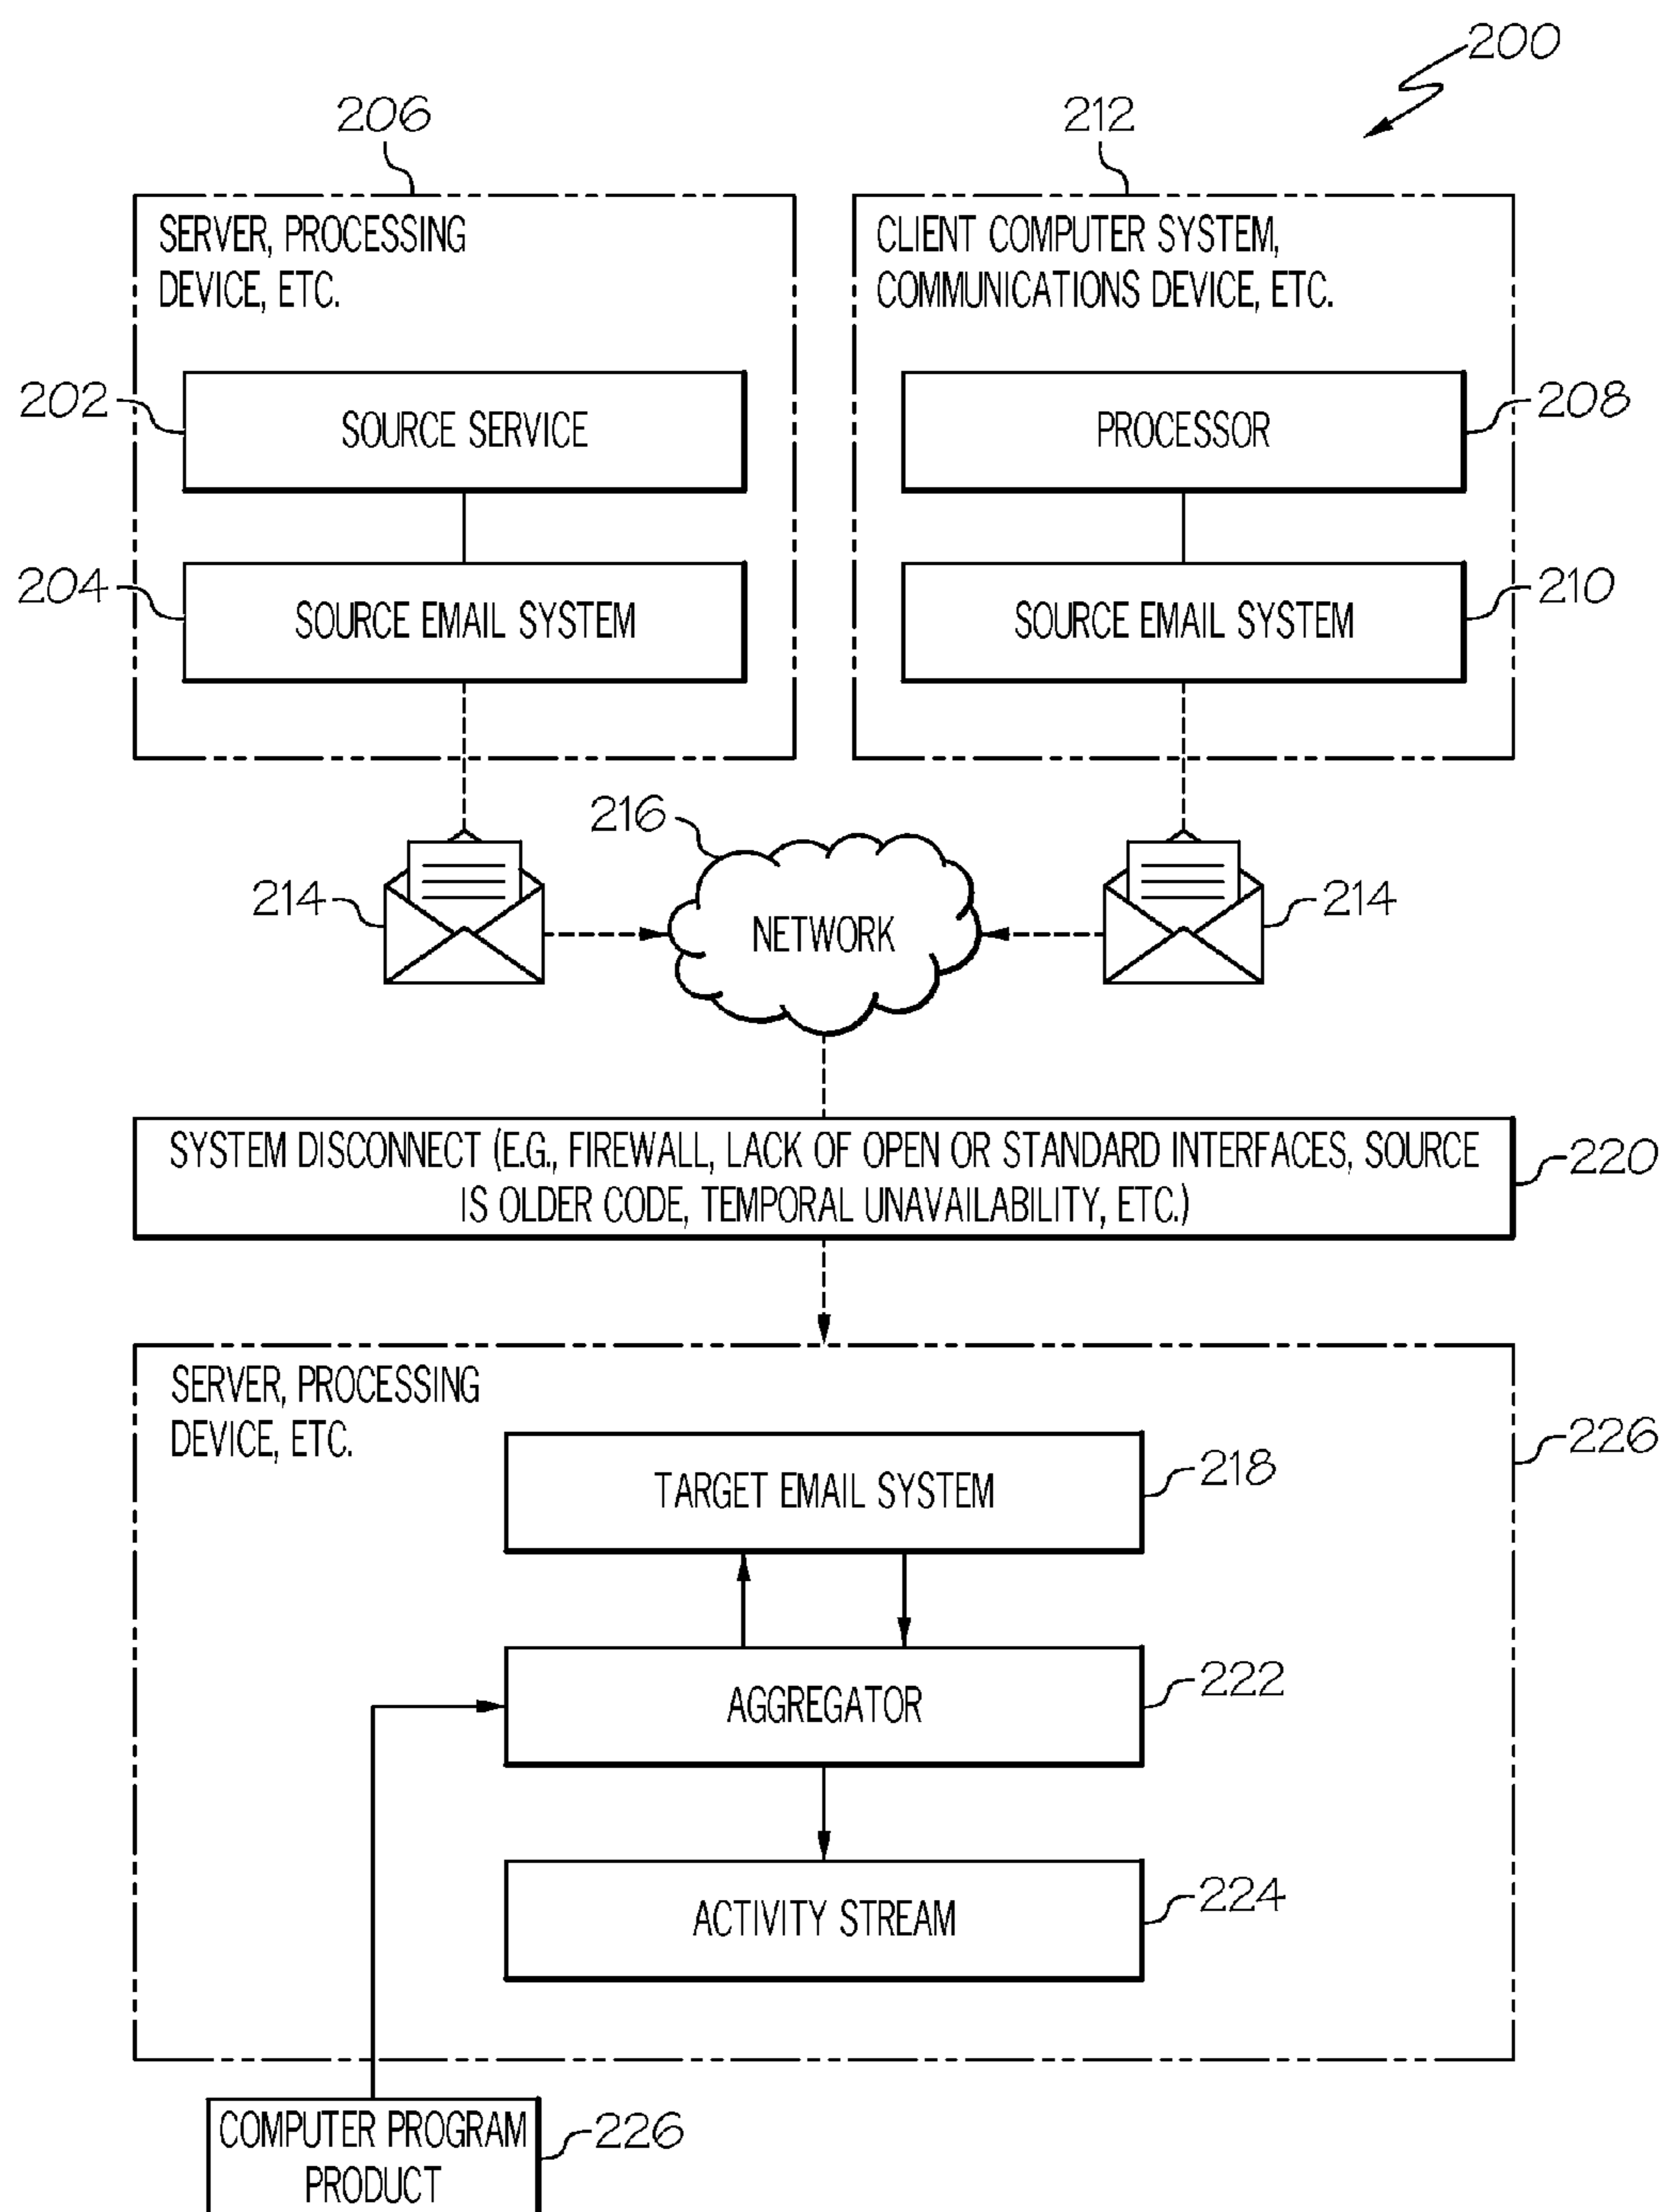 200
206
212
SERVER, PROCESSING
DEVICE, ETC.
CLIENT COMPUTER SYSTEM,
COMMUNICATIONS DEVICE, ETC.
202
SOURCE SERVICE
PROCESSOR
208
204
SOURCE EMAIL SYSTEM
SOURCE EMAIL SYSTEM
210
216
214
NETWORK
214
SYSTEM DISCONNECT (E.G., FIREWALL, LACK OF OPEN OR STANDARD INTERFACES, SOURCE
IS OLDER CODE, TEMPORAL UNAVAILABILITY, ETC.)
220
SERVER, PROCESSING
DEVICE, ETC.
226
TARGET EMAIL SYSTEM
218
AGGREGATOR
222
ACTIVITY STREAM
224
COMPUTER PROGRAM
PRODUCT
226